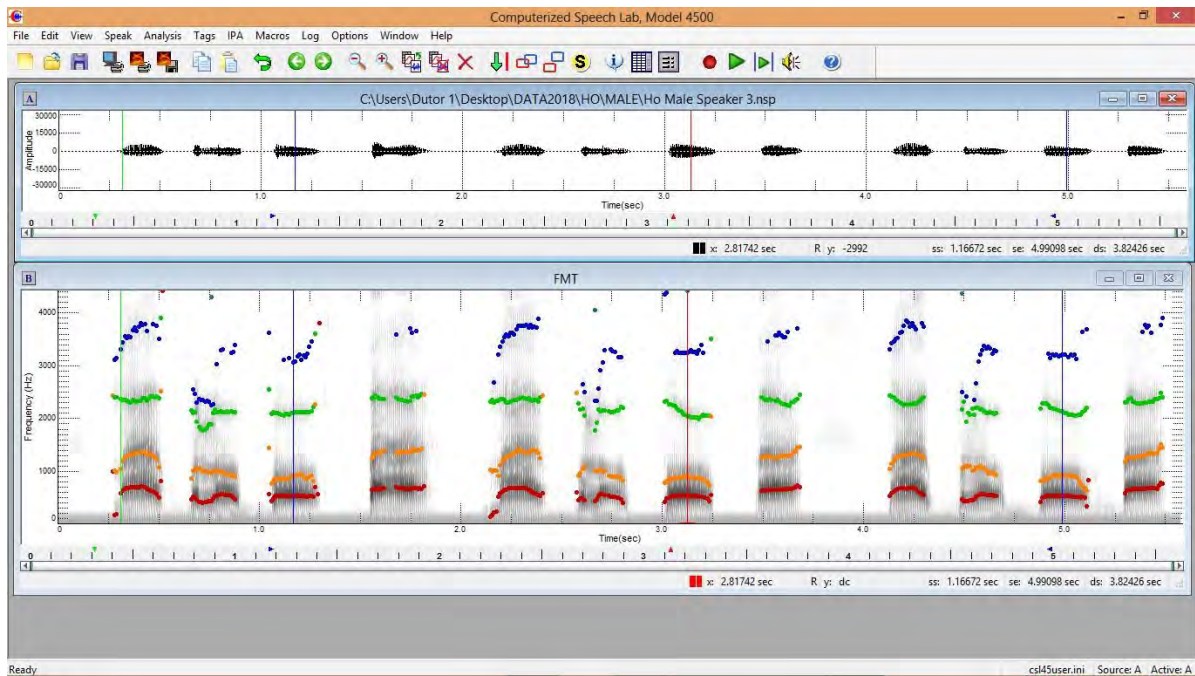 Computerized Speech Lab, Model 4500
File Edit View Speak Analysis Tags IPA Macros Log Options Window Help
A C:\Users\Dutor 1\Desktop\DATA2018\HO\MALE\Ho Male Speaker 3.nsp
30000
15000
0
-15000
-30000
Amplitude
0 1.0 2.0 3.0 4.0 5.0
Time(sec)
0 1 2 3 4 5
x: 2.81742 sec R y: -2992 ss: 1.16672 sec se: 4.99098 sec ds: 3.82426 sec
B FMT
4000
3000
2000
1000
0
Frequency (Hz)
0 1.0 2.0 3.0 4.0 5.0
Time(sec)
0 1 2 3 4 5
x: 2.81742 sec R y: dc ss: 1.16672 sec se: 4.99098 sec ds: 3.82426 sec
Ready csl45user.ini Source: A Active: A